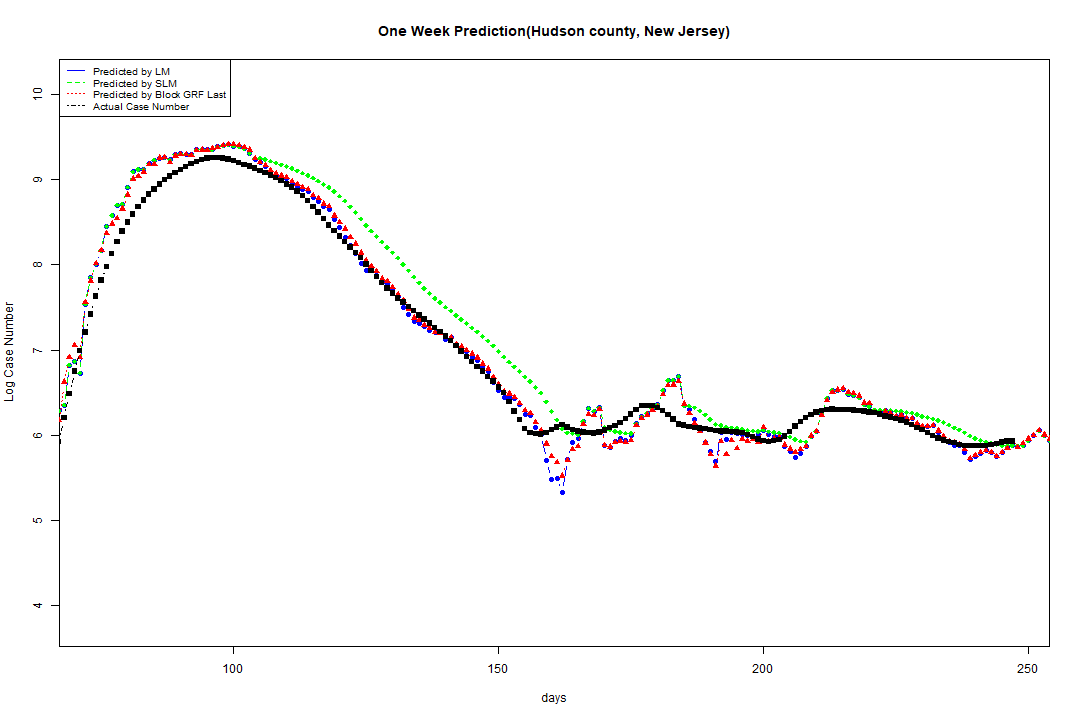 One Week Prediction(Hudson county, New Jersey)
Predicted by LM
Predicted by SLM
Predicted by Block GRF Last
Actual Case Number
Log Case Number
10
9
8
7
6
5
4
100 150 200 250
days